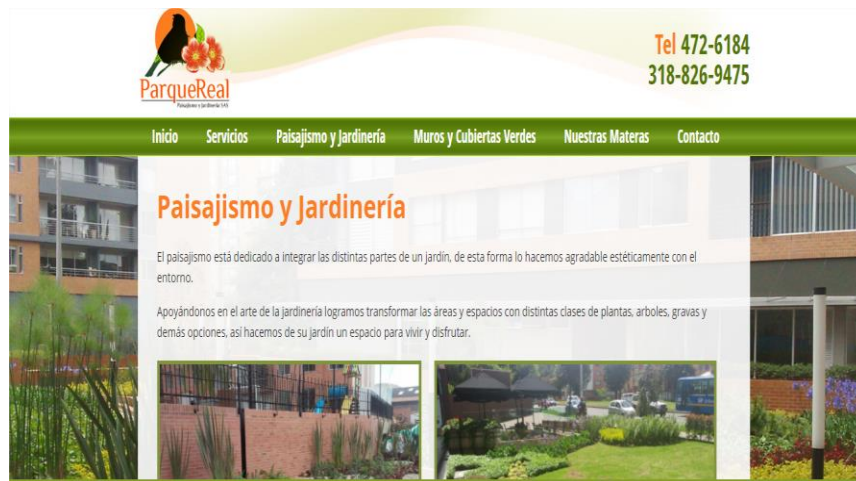 Tel 472-6184
318-826-9475
ParqueReal
Paisajismo y Jardinería SAS
Inicio Servicios Paisajismo y Jardinería Muros y Cubiertas Verdes Nuestras Materas Contacto
Paisajismo y Jardinería
El paisajismo está dedicado a integrar las distintas partes de un jardín, de esta forma lo hacemos agradable estéticamente con el
entorno.
Apoyándonos en el arte de la jardinería logramos transformar las áreas y espacios con distintas clases de plantas, arboles, gravas y
demás opciones, así hacemos de su jardín un espacio para vivir y disfrutar.